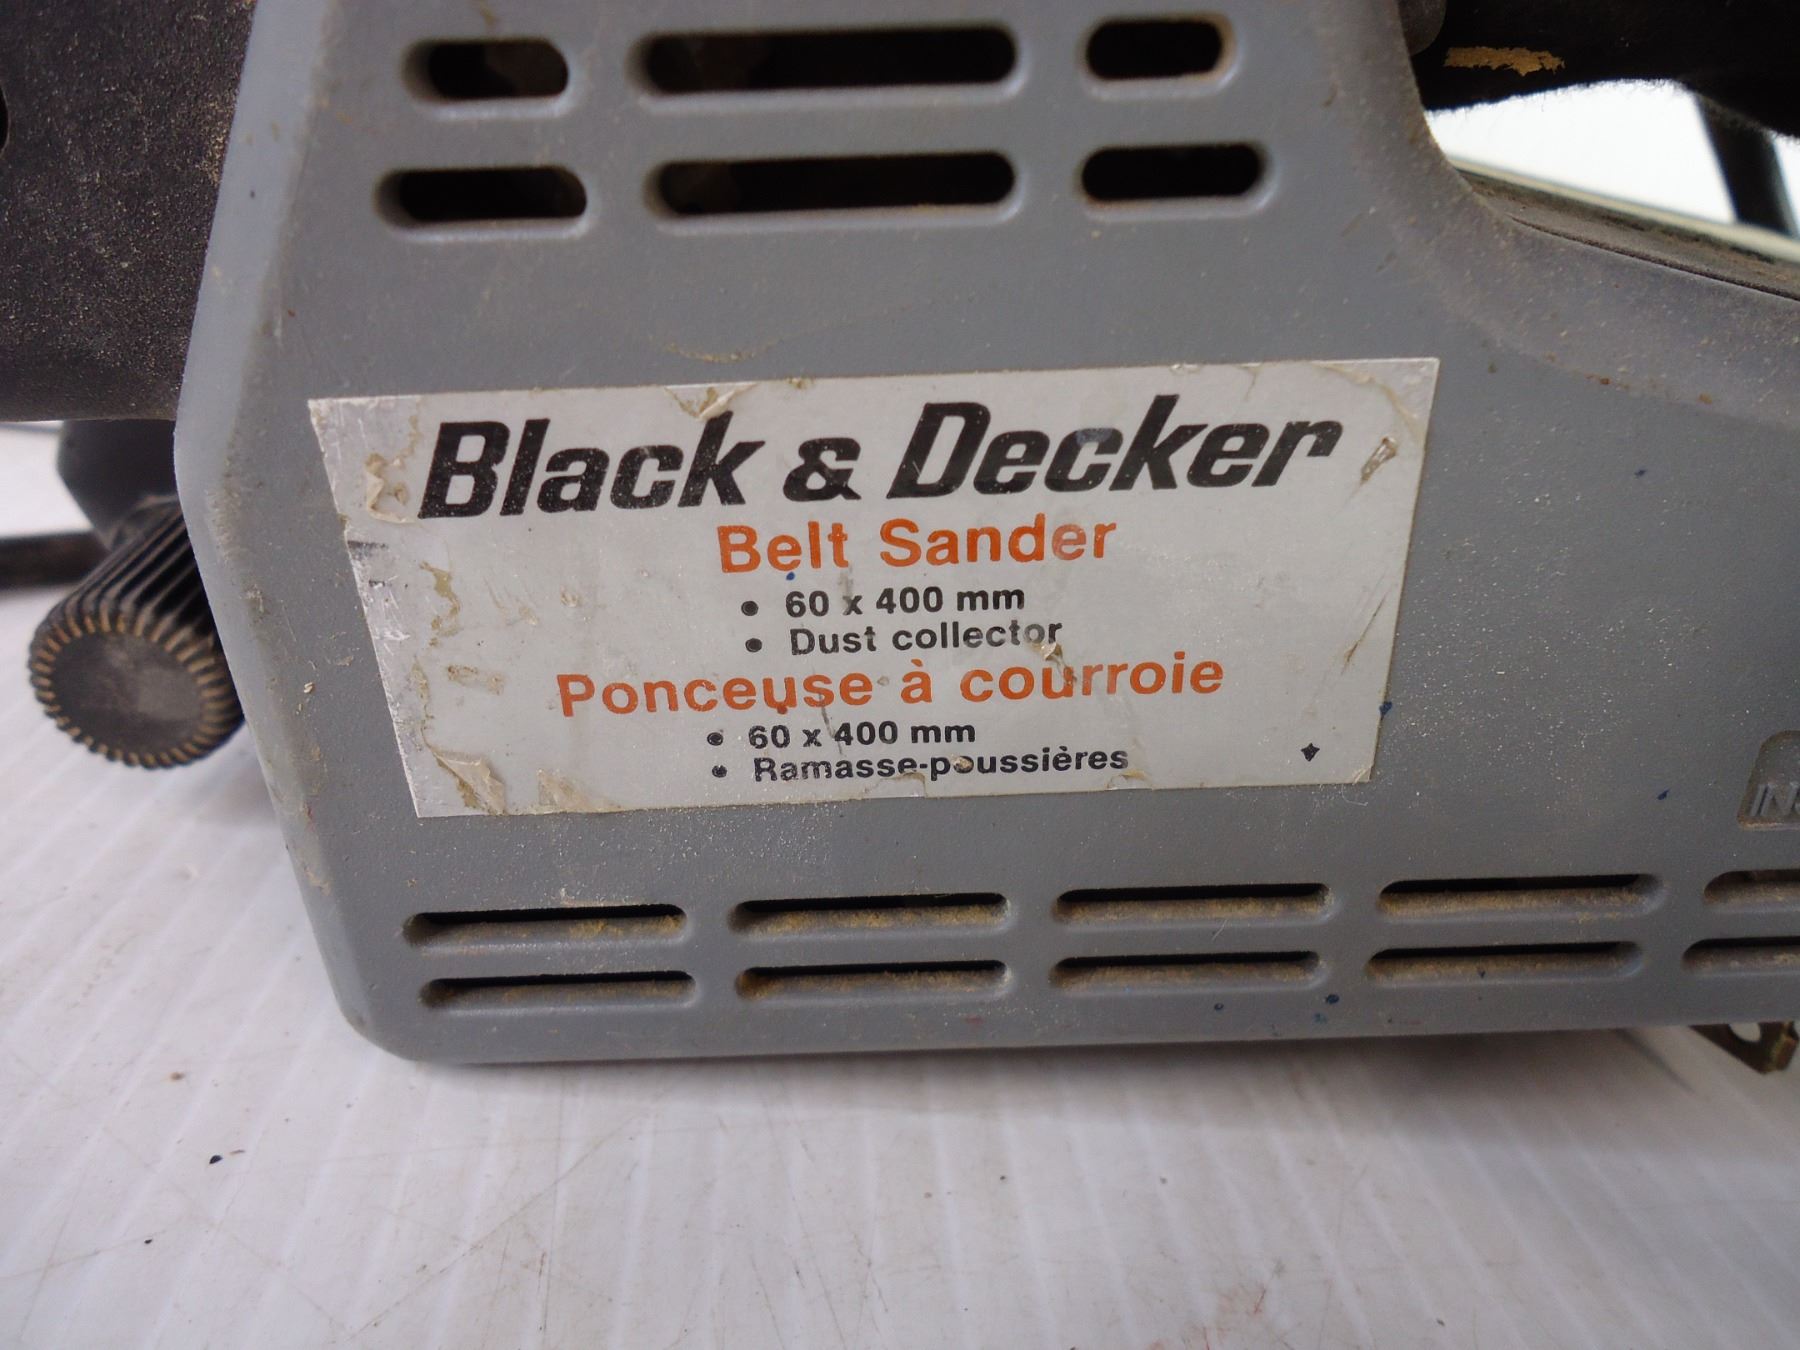 Black & Decker
Belt Sander
• 60 x 400 mm
• Dust collector
Ponceuse à courroie
• 60 x 400 mm
• Ramasse-poussières